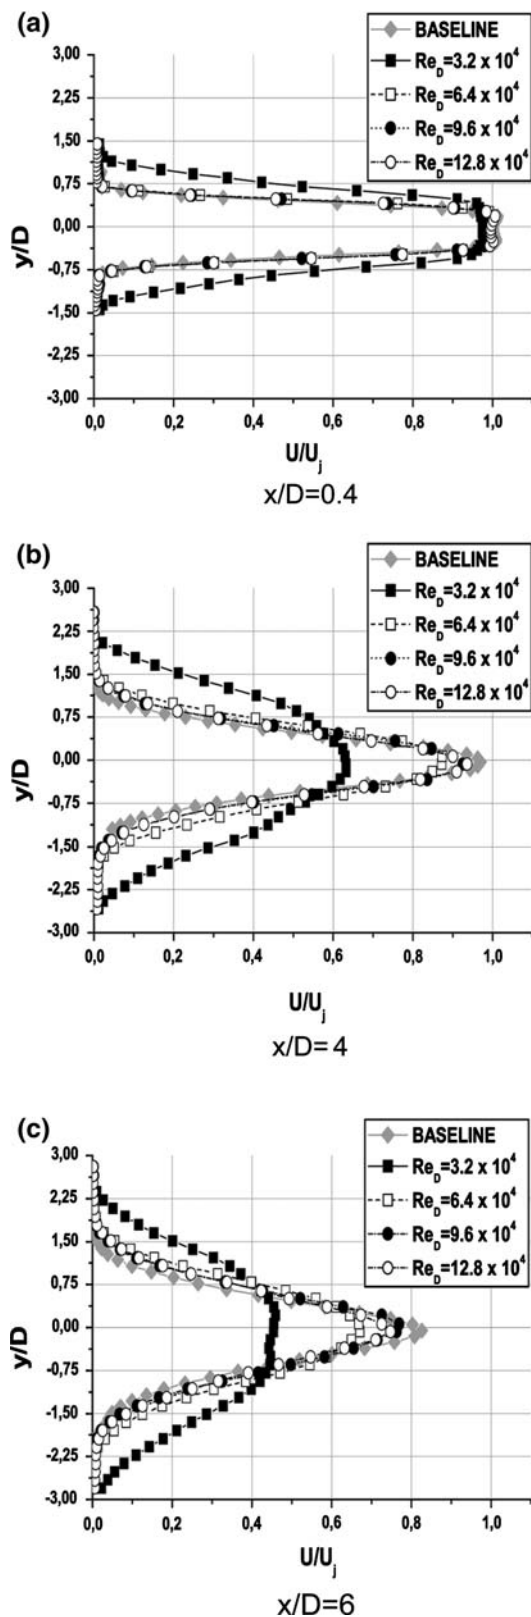 (a)
BASELINE
Re_D=3.2 x 10^4
Re_D=6.4 x 10^4
Re_D=9.6 x 10^4
Re_D=12.8 x 10^4
3,00
2,25
1,50
0,75
0,00
-0,75
-1,50
-2,25
-3,00
y/D
0,0 0,2 0,4 0,6 0,8 1,0
U/U_j
x/D=0.4
(b)
BASELINE
Re_D=3.2 x 10^4
Re_D=6.4 x 10^4
Re_D=9.6 x 10^4
Re_D=12.8 x 10^4
3,00
2,25
1,50
0,75
0,00
-0,75
-1,50
-2,25
-3,00
y/D
0,0 0,2 0,4 0,6 0,8 1,0
U/U_j
x/D= 4
(c)
BASELINE
Re_D=3.2 x 10^4
Re_D=6.4 x 10^4
Re_D=9.6 x 10^4
Re_D=12.8 x 10^4
3,00
2,25
1,50
0,75
0,00
-0,75
-1,50
-2,25
-3,00
y/D
0,0 0,2 0,4 0,6 0,8 1,0
U/U_j
x/D=6